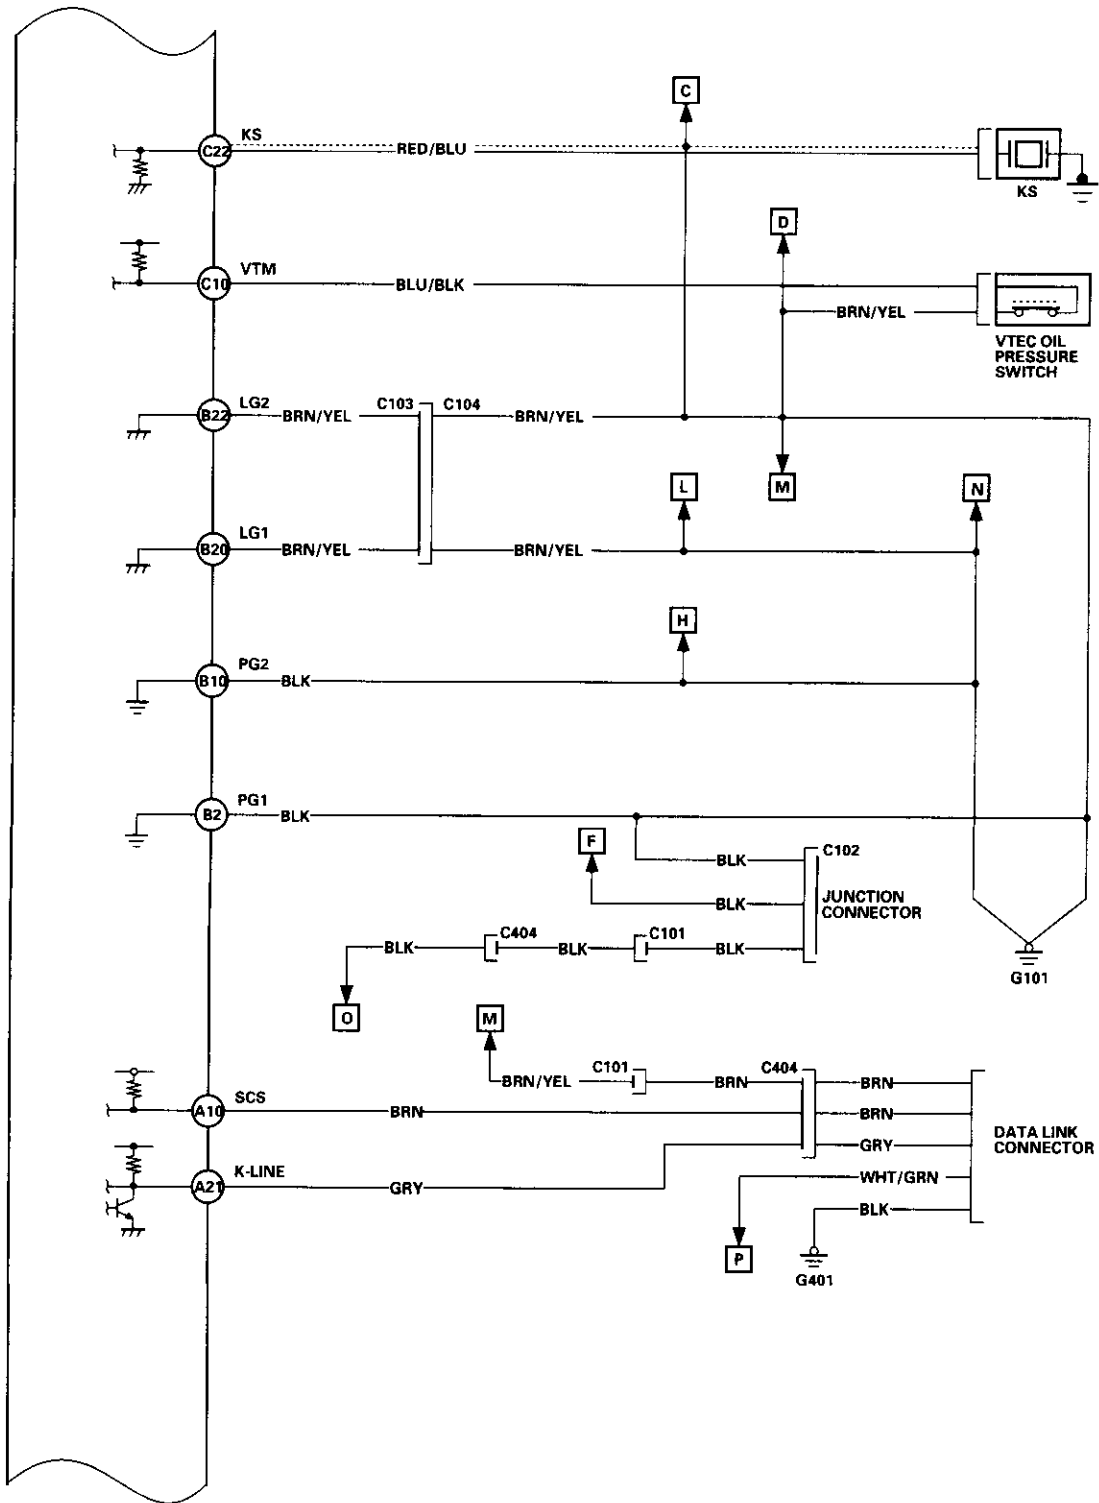 C
KS
C22
RED/BLU
KS
D
VTM
C10
BLU/BLK
BRN/YEL
VTEC OIL
PRESSURE
SWITCH
LG2
B22
BRN/YEL
C103
C104
BRN/YEL
L
M
N
LG1
B20
BRN/YEL
BRN/YEL
H
PG2
B10
BLK
PG1
B2
BLK
F
BLK
C102
BLK
JUNCTION
CONNECTOR
BLK
C404
BLK
C101
BLK
G101
O
M
BRN/YEL
C101
BRN
C404
BRN
SCS
A10
BRN
BRN
DATA LINK
CONNECTOR
GRY
K-LINE
A21
GRY
WHT/GRN
BLK
P
G401